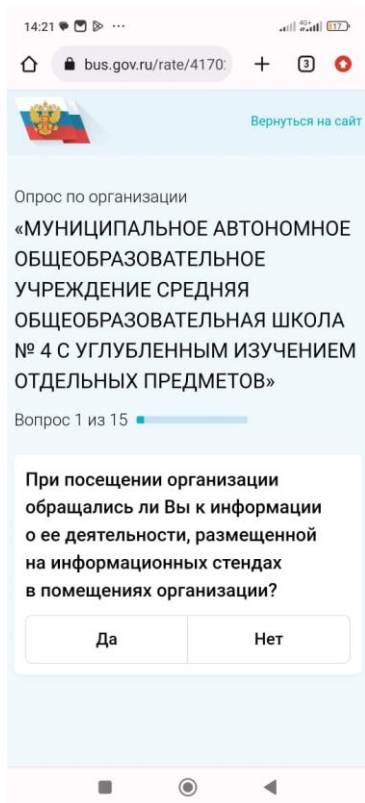 14:21
17
bus.gov.ru/rate/4170
3
Вернуться на сайт
Опрос по организации
«МУНИЦИПАЛЬНОЕ АВТОНОМНОЕ
ОБЩЕОБРАЗОВАТЕЛЬНОЕ
УЧРЕЖДЕНИЕ СРЕДНЯЯ
ОБЩЕОБРАЗОВАТЕЛЬНАЯ ШКОЛА
№ 4 С УГЛУБЛЕННЫМ ИЗУЧЕНИЕМ
ОТДЕЛЬНЫХ ПРЕДМЕТОВ»
Вопрос 1 из 15
При посещении организации
обращались ли Вы к информации
о ее деятельности, размещенной
на информационных стендах
в помещениях организации?
Да
Нет